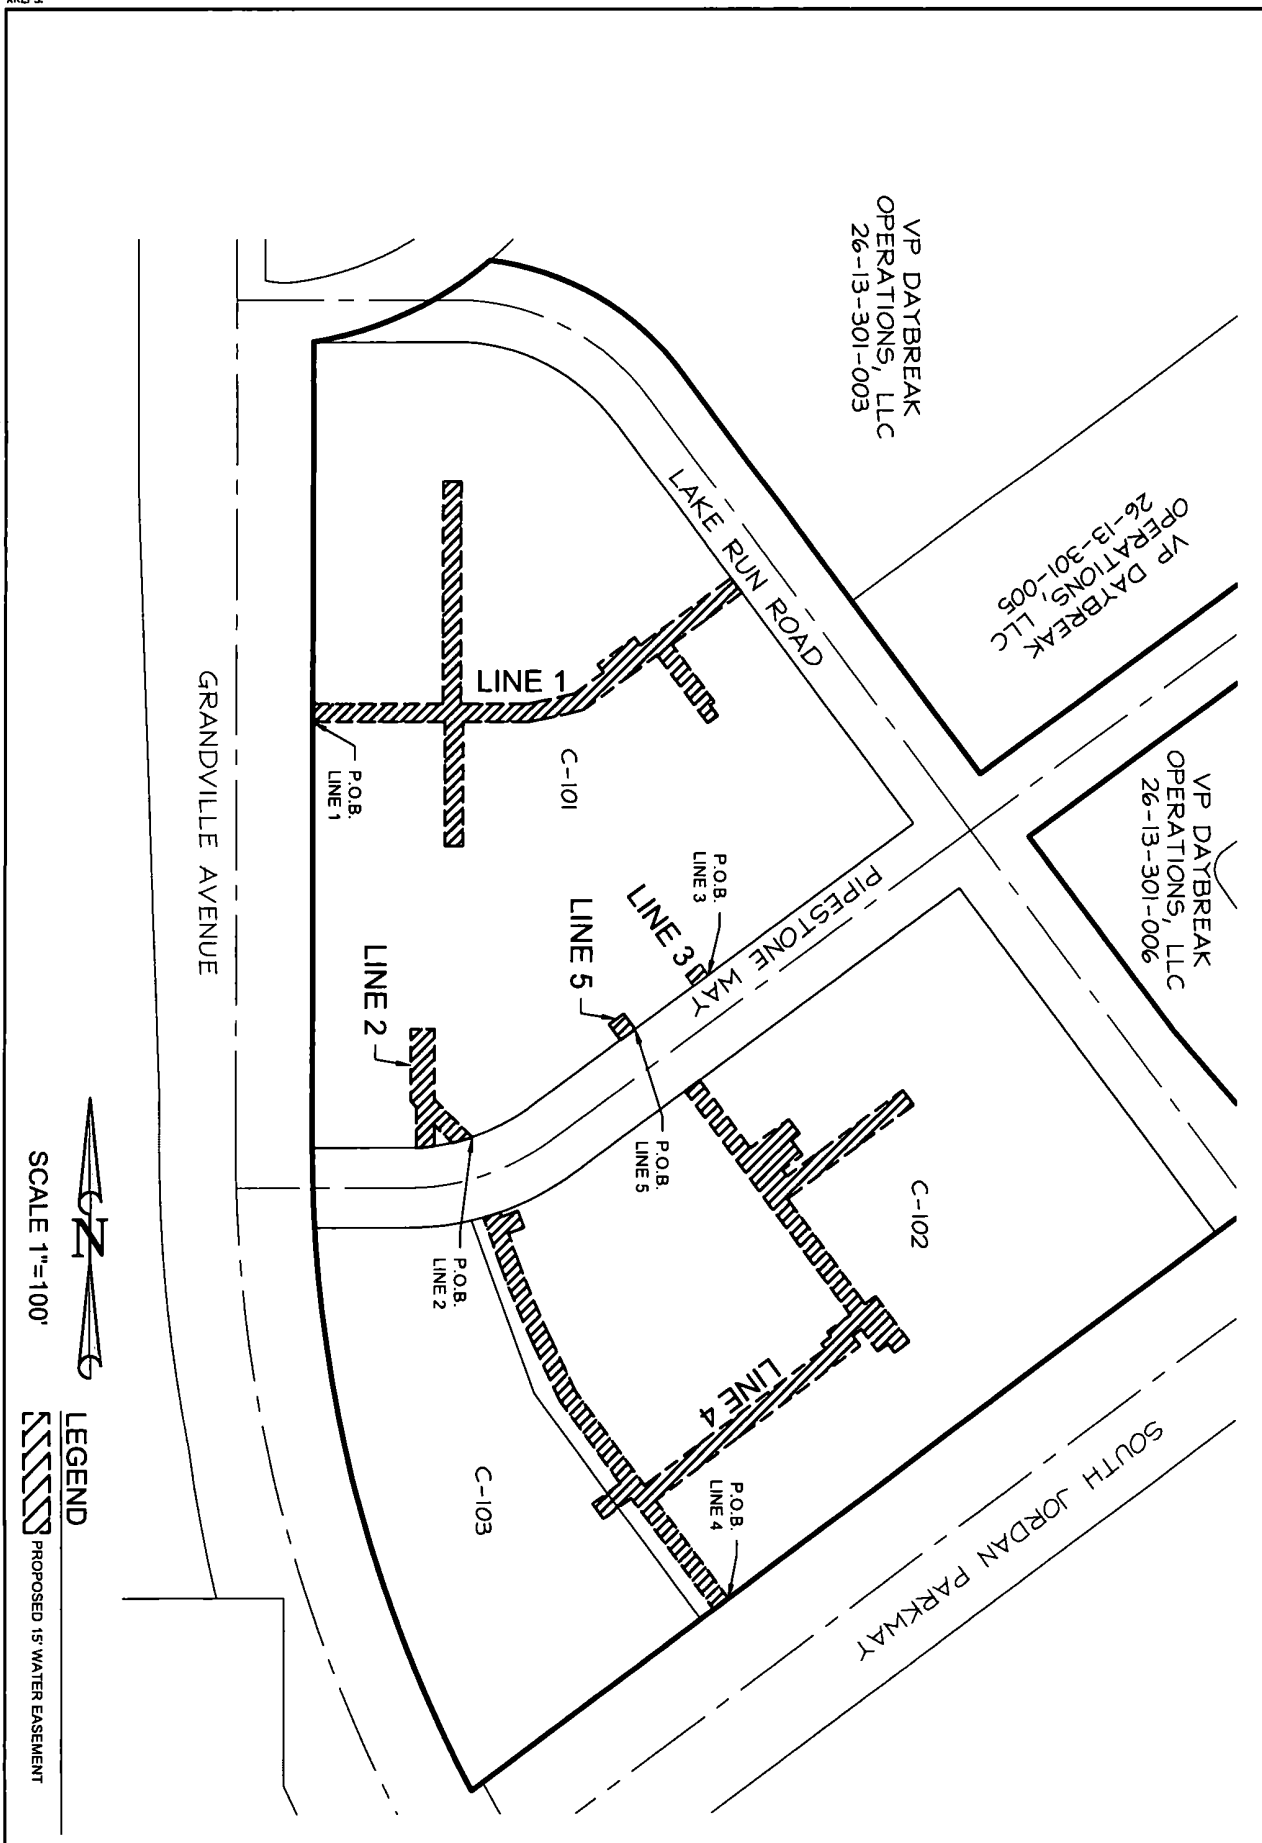 VP DAYBREAK
OPERATIONS, LLC
26-13-301-003
VP DAYBREAK
OPERATIONS, LLC
26-13-301-005
VP DAYBREAK
OPERATIONS, LLC
26-13-301-006
LAKE RUN ROAD
PIPESTONE WAY
GRANDVILLE AVENUE
SOUTH JORDAN PARKWAY
LINE 1
P.O.B.
LINE 1
C-101
P.O.B.
LINE 3
LINE 3
LINE 5
LINE 2
P.O.B.
LINE 5
P.O.B.
LINE 2
C-102
LINE 4
P.O.B.
LINE 4
C-103
N
SCALE 1"=100'
LEGEND
PROPOSED 15' WATER EASEMENT